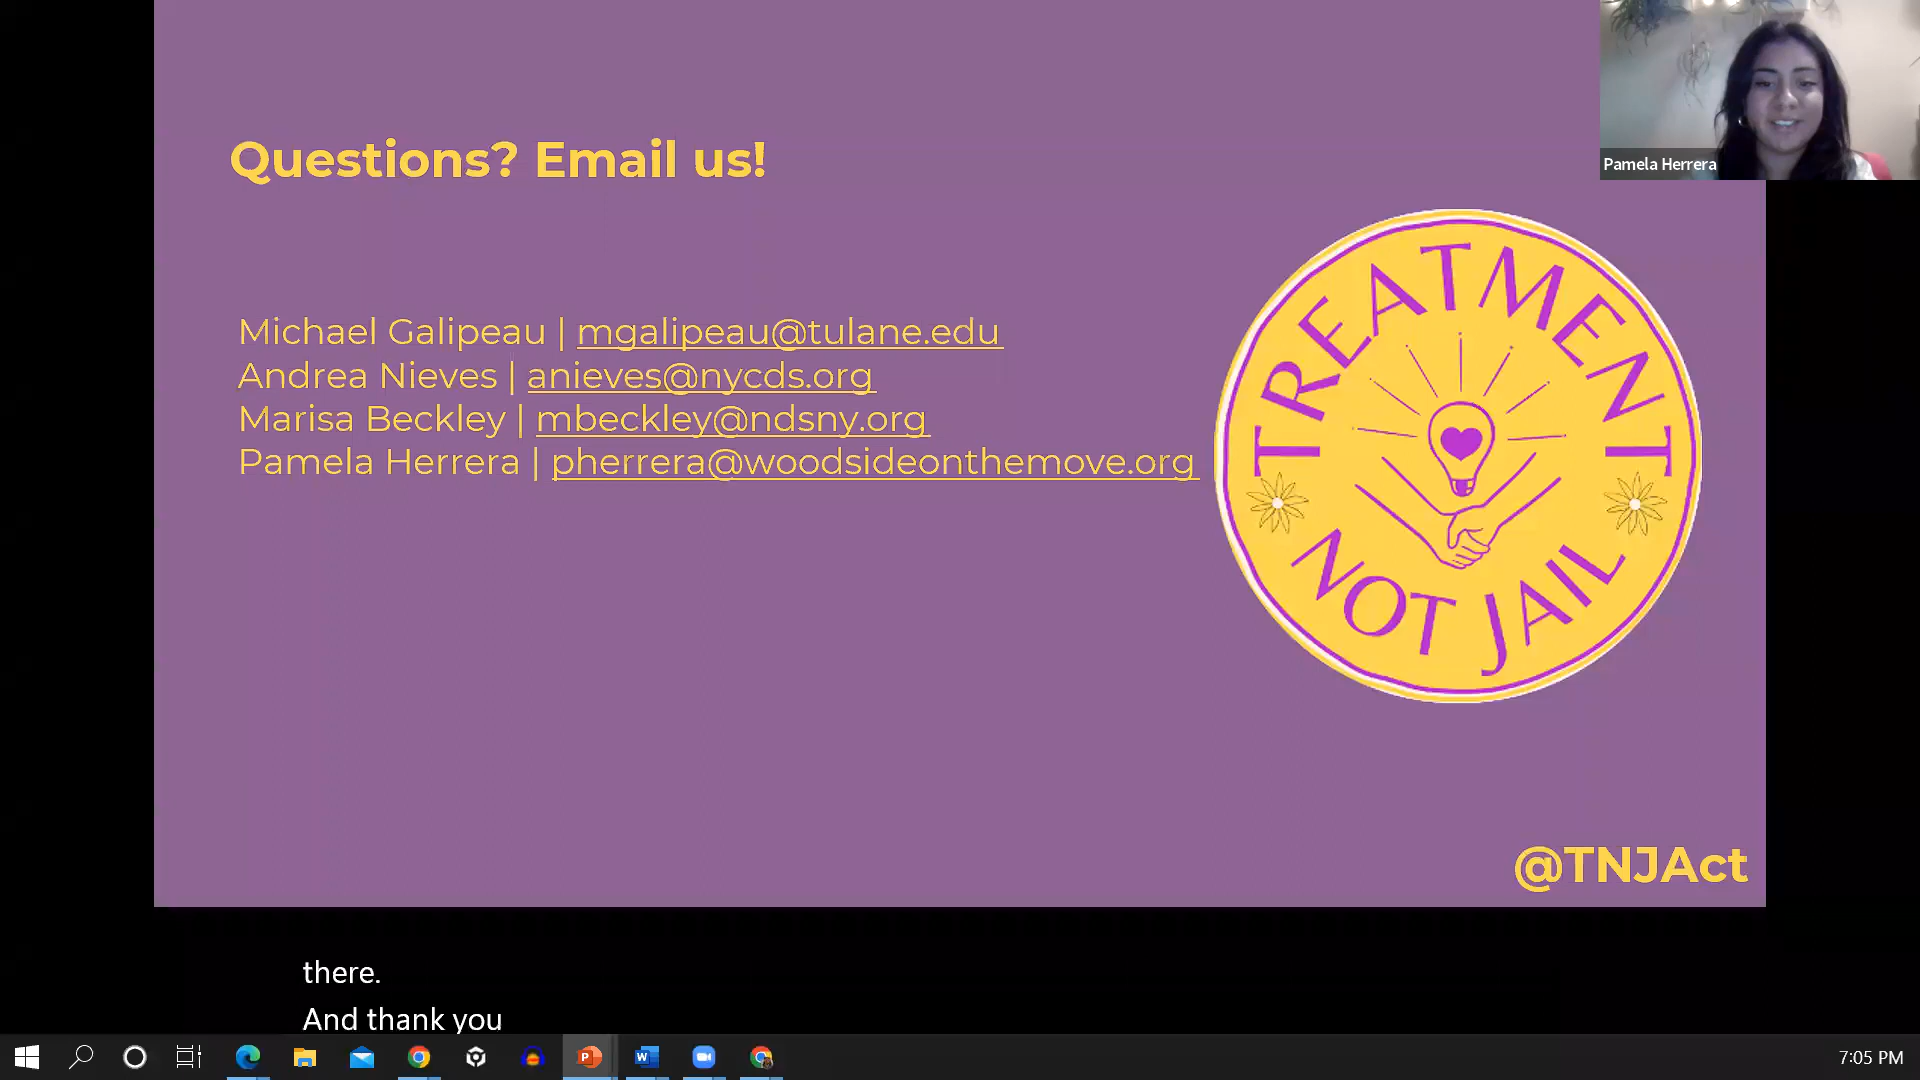 Questions? Email us!
Pamela Herrera
Michael Galipeau | mgalipeau@tulane.edu
Andrea Nieves | anieves@nycds.org
Marisa Beckley | mbeckley@ndsny.org
Pamela Herrera | pherrera@woodsideonthemove.org
TREATMENT
NOT JAIL
@TNJAct
there.
And thank you
7:05 PM